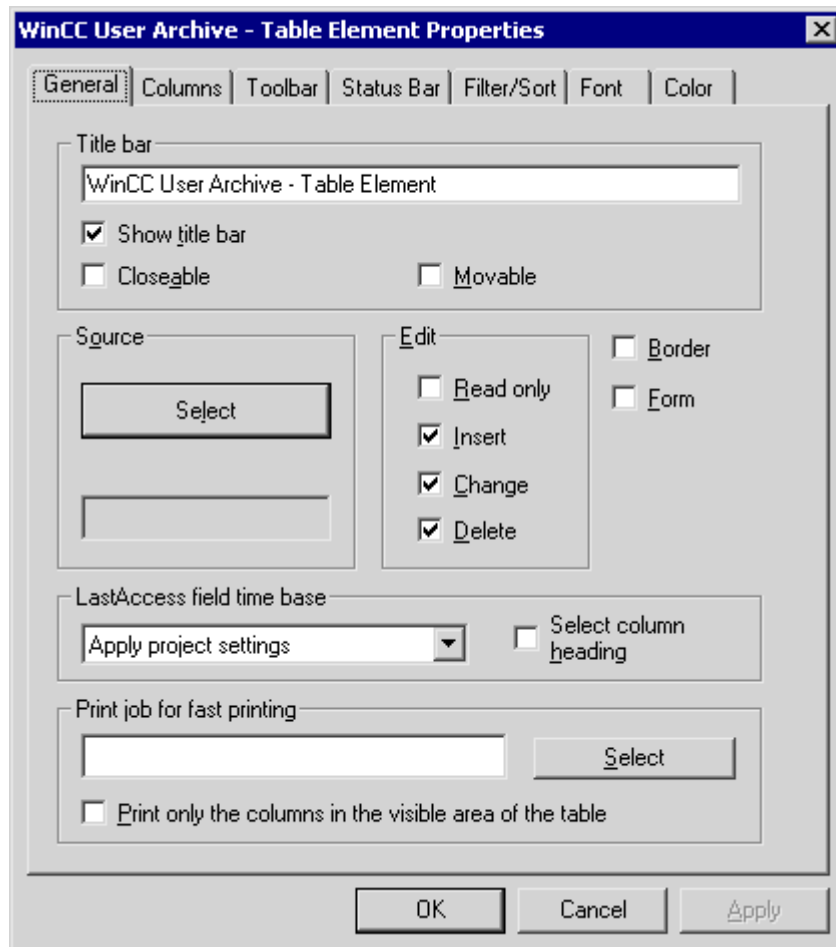 WinCC User Archive - Table Element Properties
General Columns Toolbar Status Bar Filter/Sort Font Color
Title bar
WinCC User Archive - Table Element
Show title bar
Closeable Movable
Source
Select
Edit
Read only
Insert
Change
Delete
Border
Form
LastAccess field time base
Apply project settings
Select column
heading
Print job for fast printing
Select
Print only the columns in the visible area of the table
OK Cancel Apply